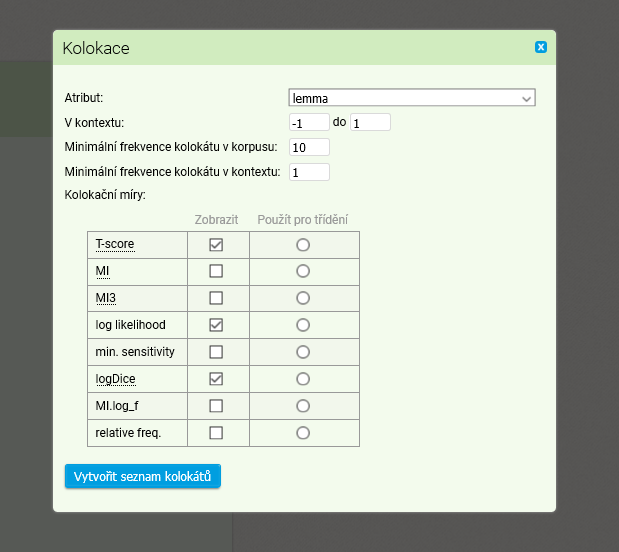 Kolokace
Atribut: lemma
V kontextu: -1 do 1
Minimální frekvence kolokátu v korpusu: 10
Minimální frekvence kolokátu v kontextu: 1
Kolokační míry:
Zobrazit Použít pro třídění
T-score
MI
MI3
log likelihood
min. sensitivity
logDice
MI.log_f
relative freq.
Vytvořit seznam kolokátů